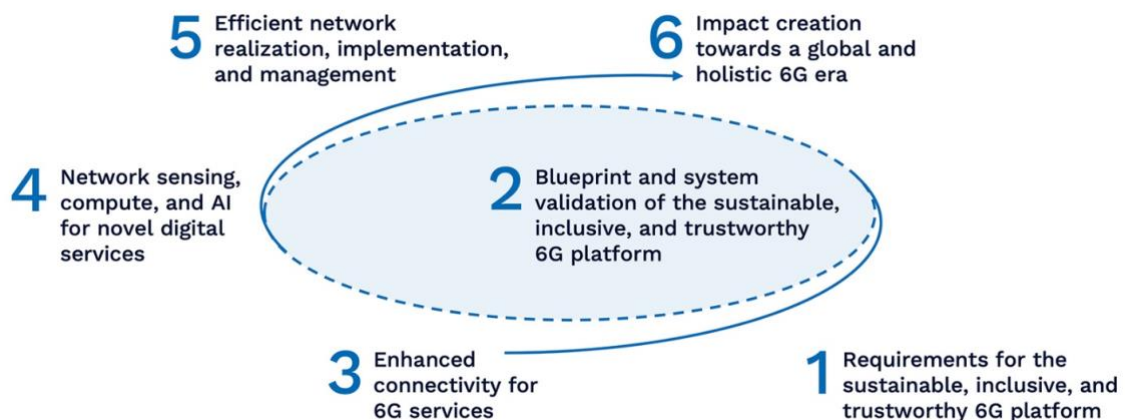 5 Efficient network
realization, implementation,
and management
6 Impact creation
towards a global and
holistic 6G era
4 Network sensing,
compute, and AI
for novel digital
services
2 Blueprint and system
validation of the sustainable,
inclusive, and trustworthy
6G platform
3 Enhanced
connectivity for
6G services
1 Requirements for the
sustainable, inclusive, and
trustworthy 6G platform